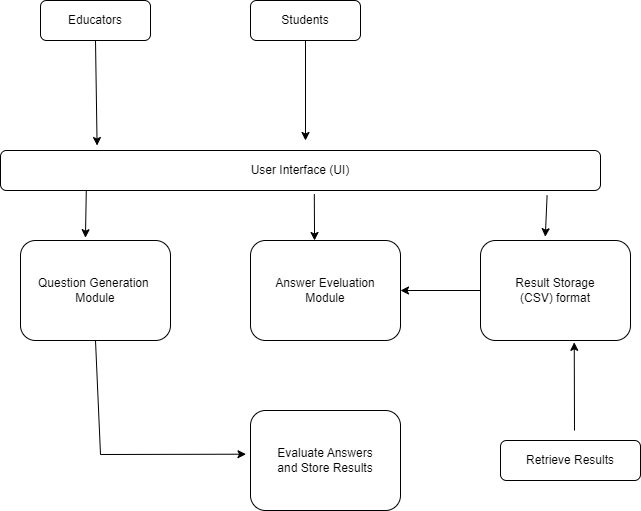 Educators
Students
User Interface (UI)
Question Generation
Module
Answer Eveluation
Module
Result Storage
(CSV) format
Evaluate Answers
and Store Results
Retrieve Results